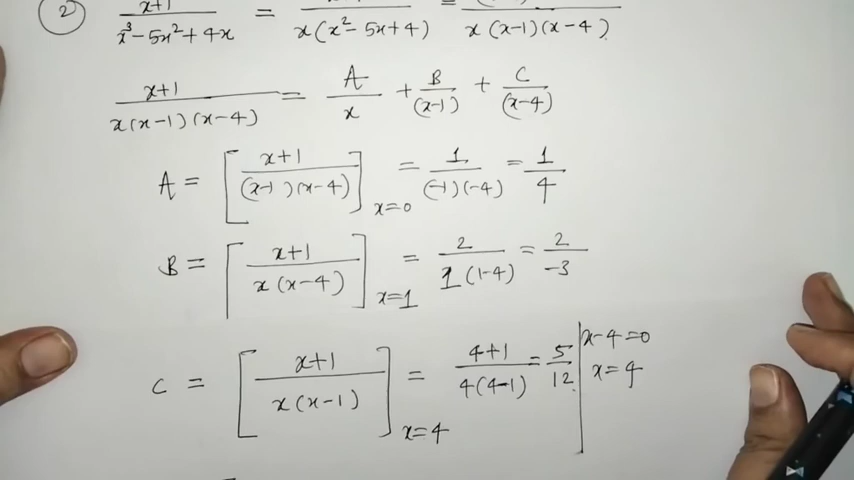 2) x+1 / x³-5x²+4x = / x(x²-5x+4) = / x(x-1)(x-4)
x+1 / x(x-1)(x-4) = A/x + B/(x-1) + C/(x-4)
A = [x+1 / (x-1)(x-4)] x=0 = 1 / (-1)(-4) = 1/4
B = [x+1 / x(x-4)] x=1 = 2 / 1(1-4) = 2/-3
C = [x+1 / x(x-1)] x=4 = 4+1 / 4(4-1) = 5/12
x-4=0
x=4